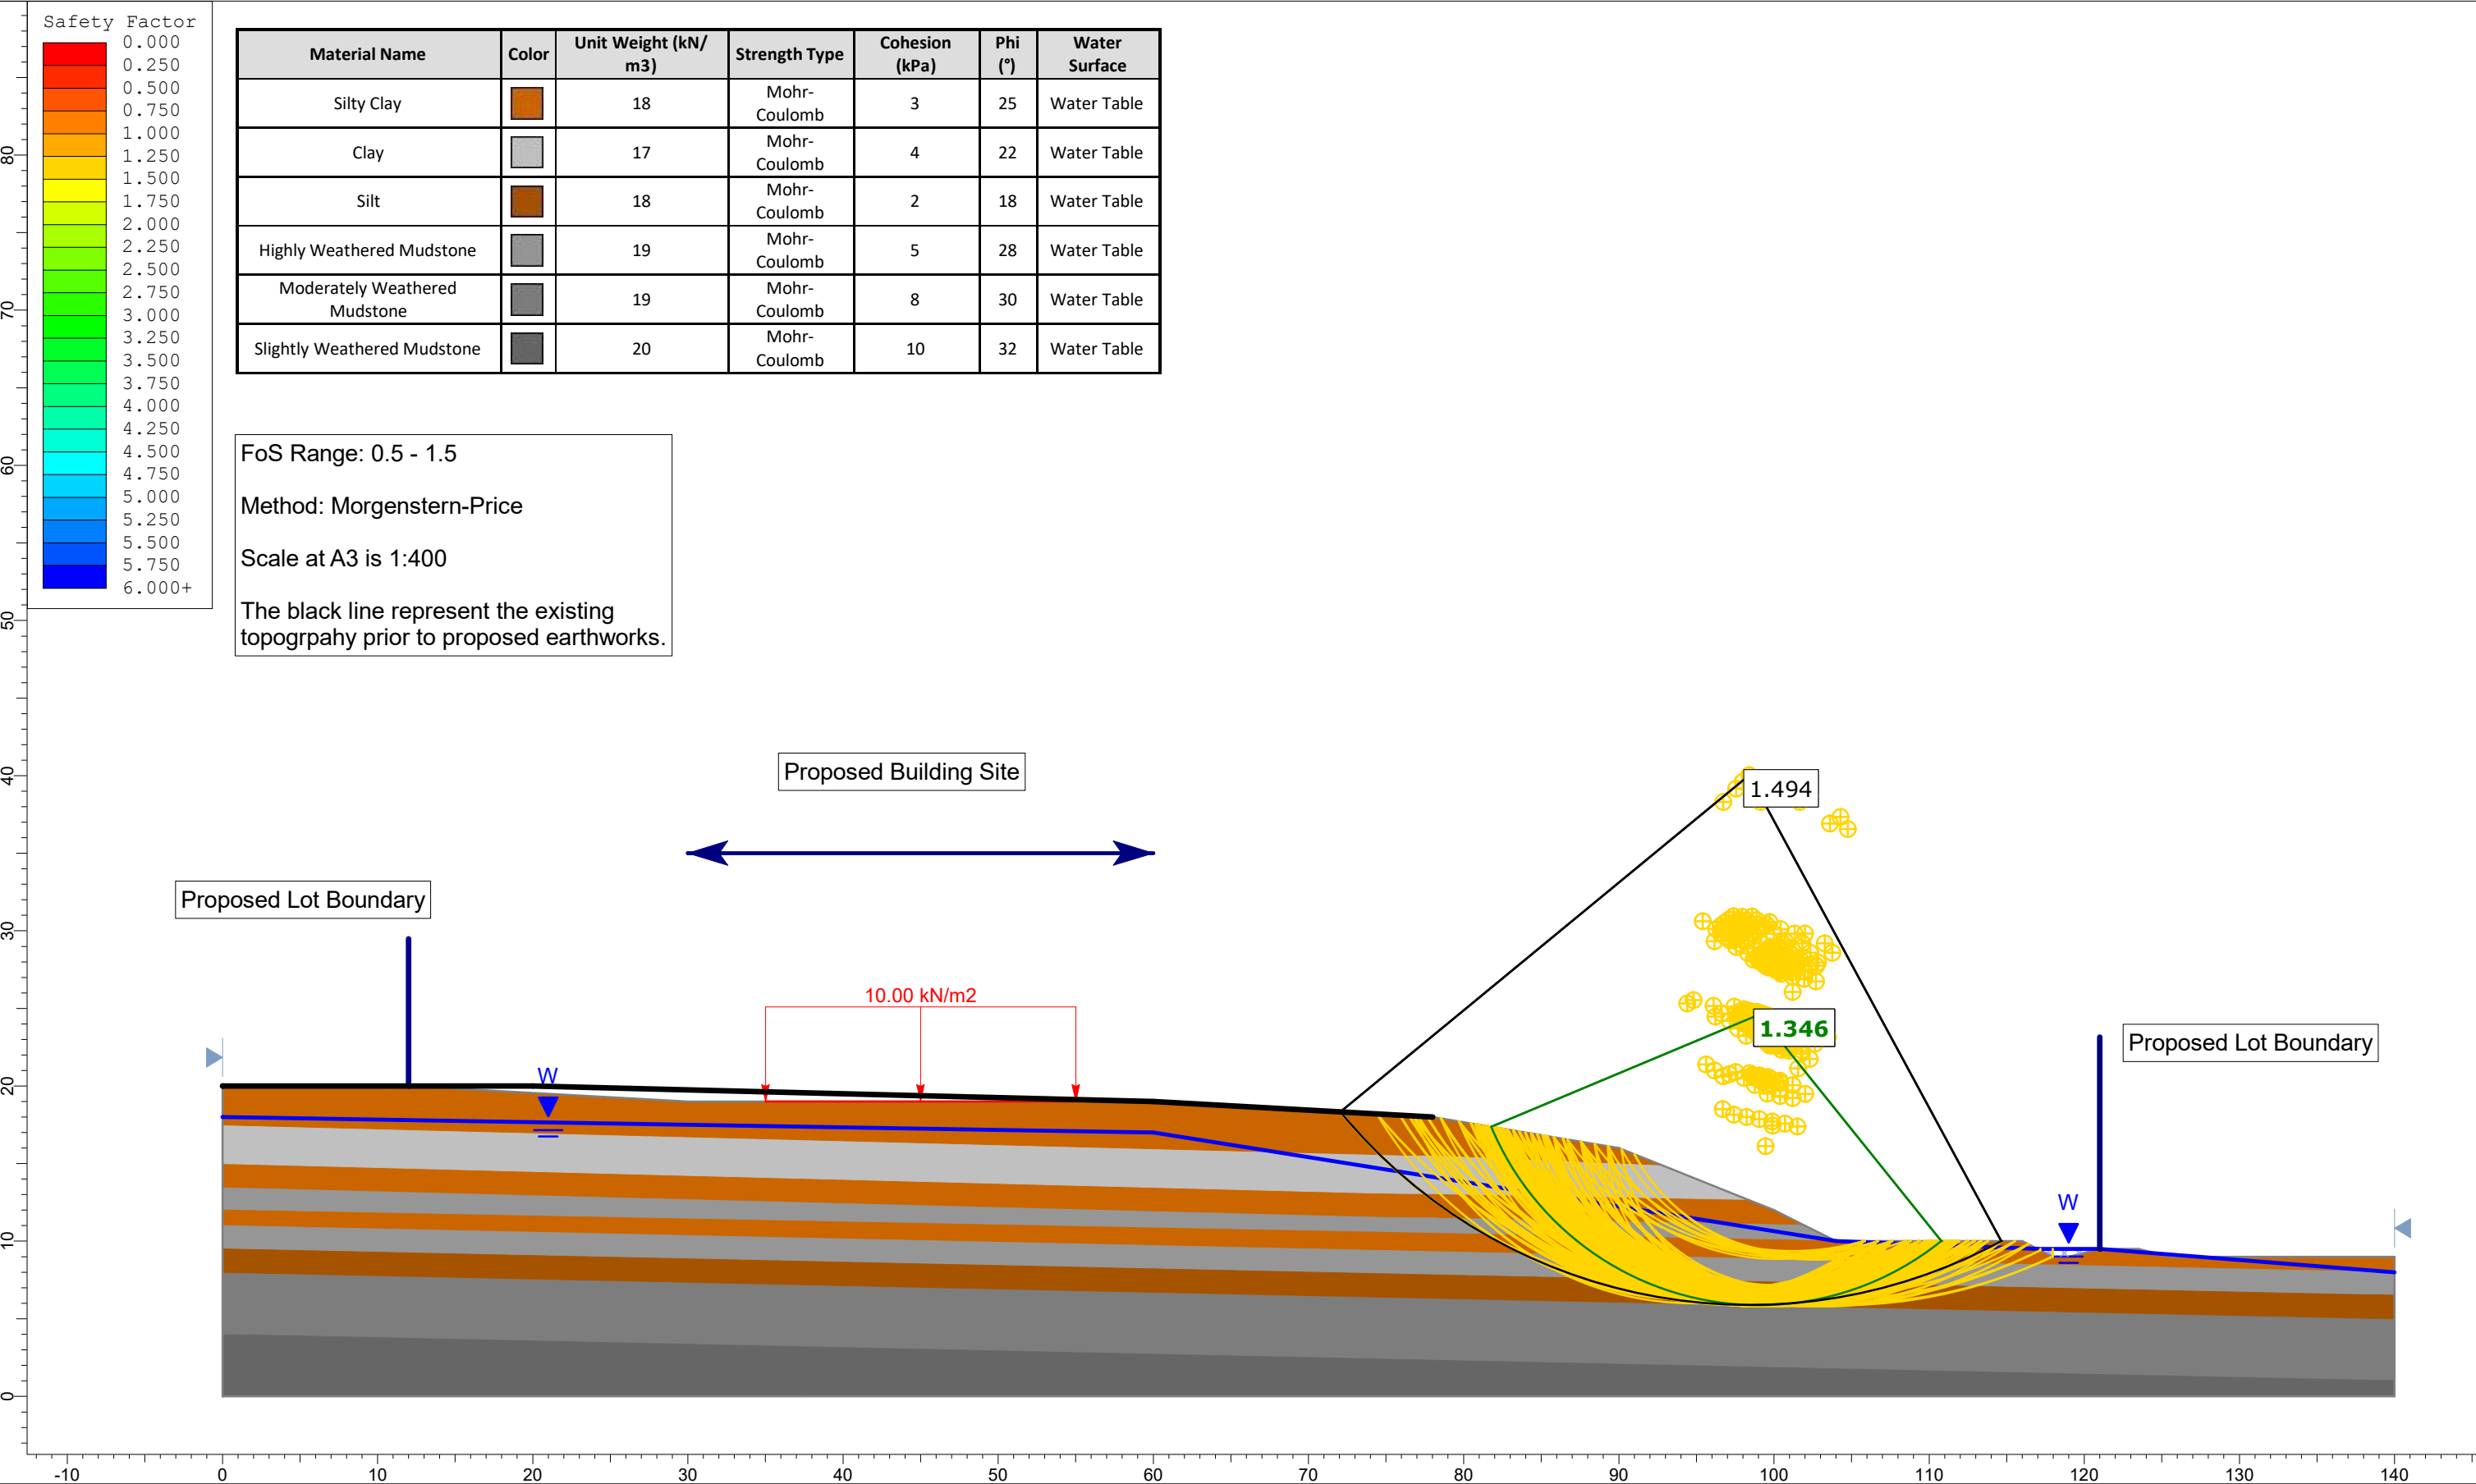 Safety Factor
0.000
0.250
0.500
0.750
1.000
1.250
1.500
1.750
2.000
2.250
2.500
2.750
3.000
3.250
3.500
3.750
4.000
4.250
4.500
4.750
5.000
5.250
5.500
5.750
6.000+
Material Name Color Unit Weight (kN/ Strength Type Cohesion Phi Water
m3) (kPa) (°) Surface
Silty Clay 18 Mohr- 3 25 Water Table
Coulomb
Clay 17 Mohr- 4 22 Water Table
Coulomb
Silt 18 Mohr- 2 18 Water Table
Coulomb
Highly Weathered Mudstone 19 Mohr- 5 28 Water Table
Coulomb
Moderately Weathered 19 Mohr- 8 30 Water Table
Mudstone Coulomb
Slightly Weathered Mudstone 20 Mohr- 10 32 Water Table
Coulomb
FoS Range: 0.5 - 1.5
Method: Morgenstern-Price
Scale at A3 is 1:400
The black line represent the existing
topogrpahy prior to proposed earthworks.
Proposed Building Site
1.494
Proposed Lot Boundary
10.00 kN/m2
1.346
Proposed Lot Boundary
W
W
80
70
60
50
40
30
20
10
0
-10 0 10 20 30 40 50 60 70 80 90 100 110 120 130 140